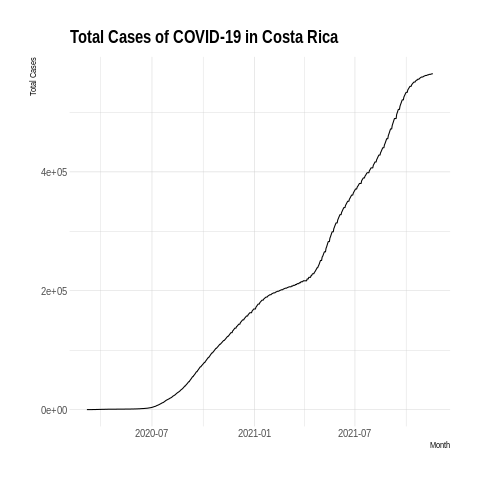 Total Cases of COVID-19 in Costa Rica
Total Cases
4e+05
2e+05
0e+00
2020-07 2021-01 2021-07
Month